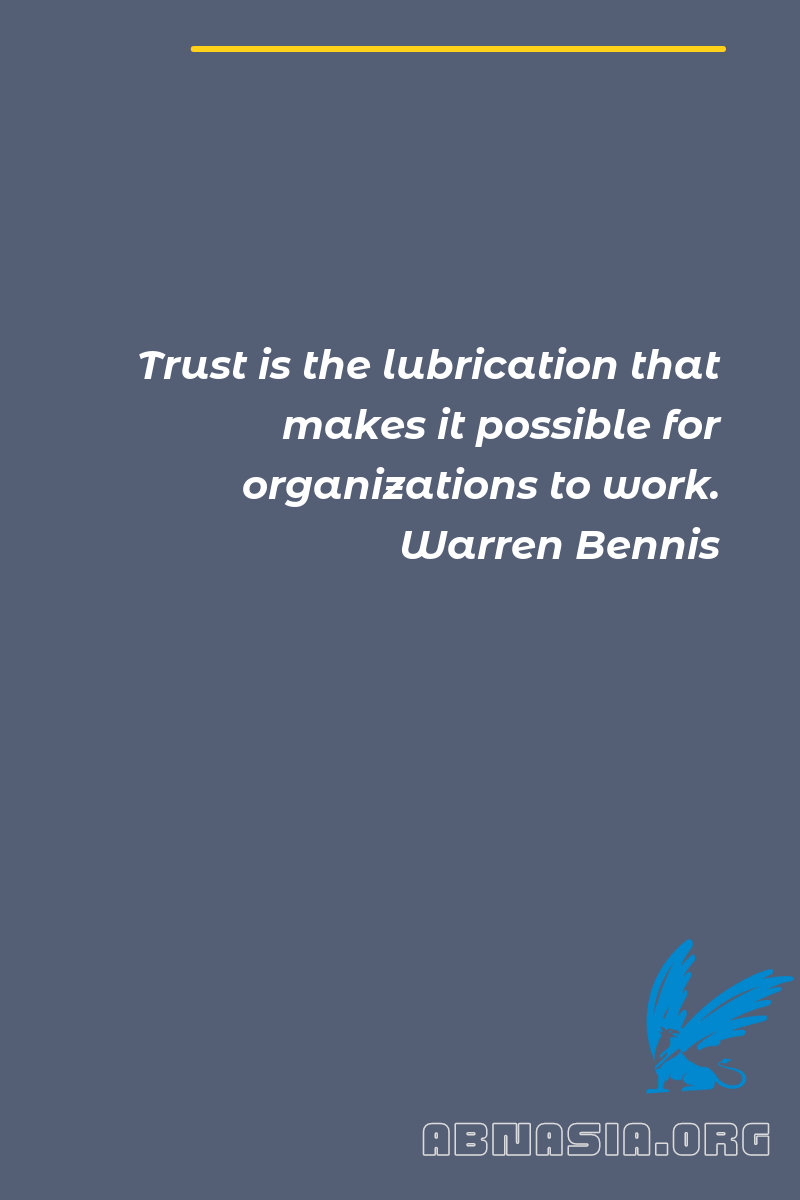 Trust is the lubrication that
makes it possible for
organizations to work.
Warren Bennis
ABNASIA.ORG